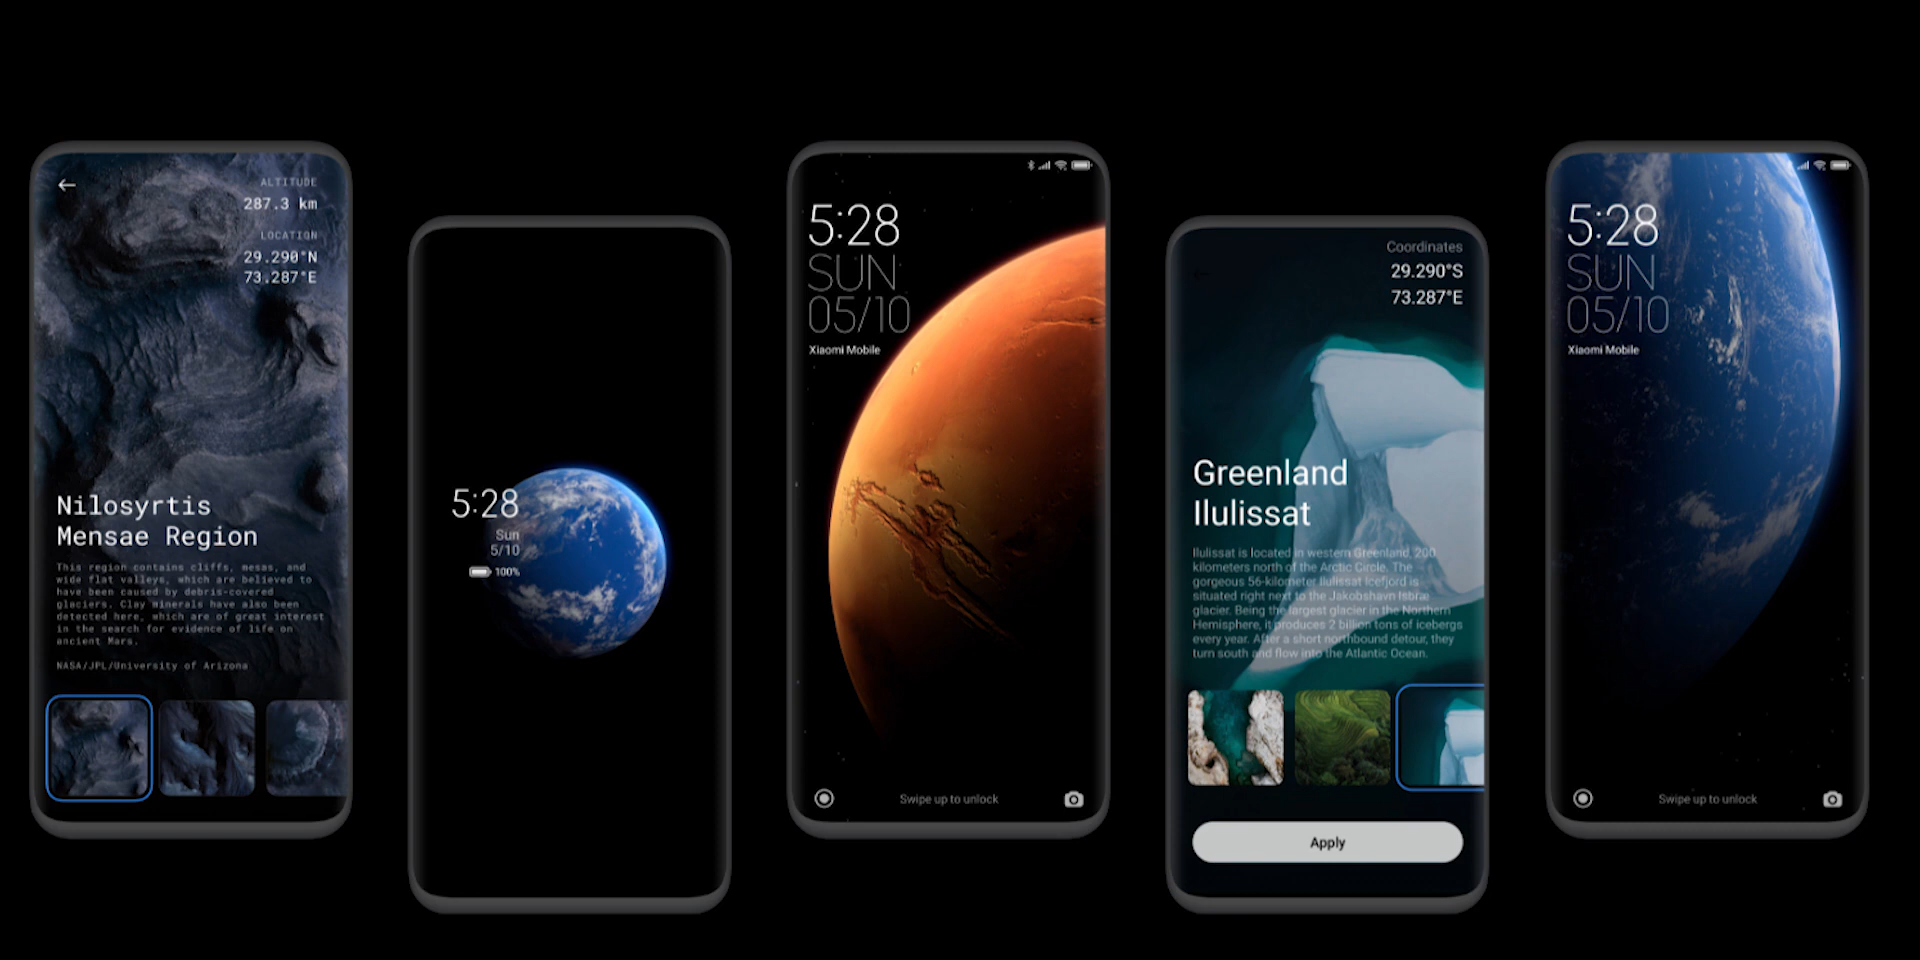 ALTITUDE
287.3 km
LOCATION
29.290°N
73.287°E
Nilosyrtis
Mensae Region
This region contains cliffs, mesas, and
wide flat valleys, which are believed to
have been caused by debris-covered
glaciers. Clay minerals have also been
detected here, which are of great interest
in the search for evidence of life on
ancient Mars.
NASA/JPL/University of Arizona
5:28
Sun
5/10
100%
5:28
SUN
05/10
Xiaomi Mobile
Swipe up to unlock
Coordinates
29.290°S
73.287°E
Greenland
Ilulissat
Ilulissat is located in western Greenland, 200
kilometers north of the Arctic Circle. The
gorgeous 56-kilometer Ilulissat Icefjord is
situated right next to the Jakobshavn Isbræ
glacier. Being the largest glacier in the Northern
Hemisphere, it produces 2 billion tons of icebergs
every year. After a short northbound detour, they
turn south and flow into the Atlantic Ocean.
Apply
5:28
SUN
05/10
Xiaomi Mobile
Swipe up to unlock